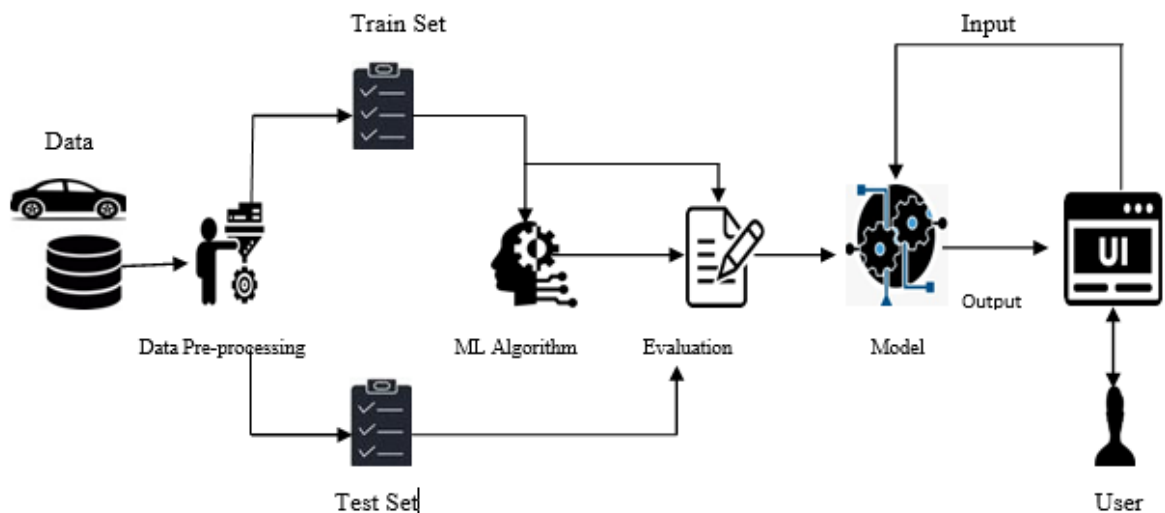 Train Set
Input
Data
UI
Output
Data Pre-processing
ML Algorithm
Evaluation
Model
Test Set
User